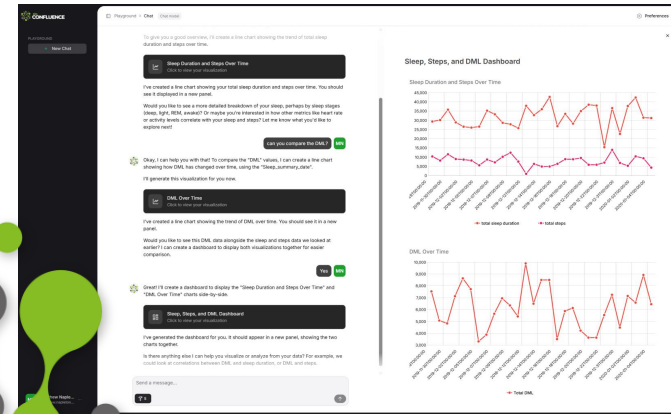 CONFLUENCE
Playground > Chat
Preferences
PLAYGROUND
+ New Chat
To give you a good overview, I'll create a line chart showing the trend of total sleep
duration and steps over time.
Sleep Duration and Steps Over Time
Click to view your visualization
I've created a line chart showing your total sleep duration and steps over time. You should
see it displayed in a new panel.
Would you like to see a more detailed breakdown of your sleep, perhaps by sleep stages
(deep, light, REM, awake)? Or maybe you're interested in how other metrics like heart rate
or activity levels correlate with your sleep and steps? Let me know what you'd like to
explore next!
can you compare the DML?
MN
Okay, I can help you with that! To compare the "DML" values, I can create a line chart
showing how DML has changed over time, using the "Sleep_summary_date".
I'll generate this visualization for you now.
DML Over Time
Click to view your visualization
I've created a line chart showing the trend of DML over time. You should see it in a new
panel.
Would you like to see this DML data alongside the sleep and steps data we looked at
earlier? I can create a dashboard to display both visualizations together for easier
comparison.
Yes
MN
Great! I'll create a dashboard to display the "Sleep Duration and Steps Over Time" and
"DML Over Time" charts side-by-side.
Sleep, Steps, and DML Dashboard
Click to view your visualization
I've generated the dashboard for you. It should appear in a new panel, showing the two
charts together.
Is there anything else I can help you visualize or analyze from your data? For example, we
could look at correlations between DML and sleep duration, or DML and steps.
Send a message...
Sleep, Steps, and DML Dashboard
Sleep Duration and Steps Over Time
45,000
40,000
35,000
30,000
25,000
20,000
15,000
10,000
5,000
0
total sleep duration
total steps
DML Over Time
10,000
9,000
8,000
7,000
6,000
5,000
4,000
3,000
Total DML